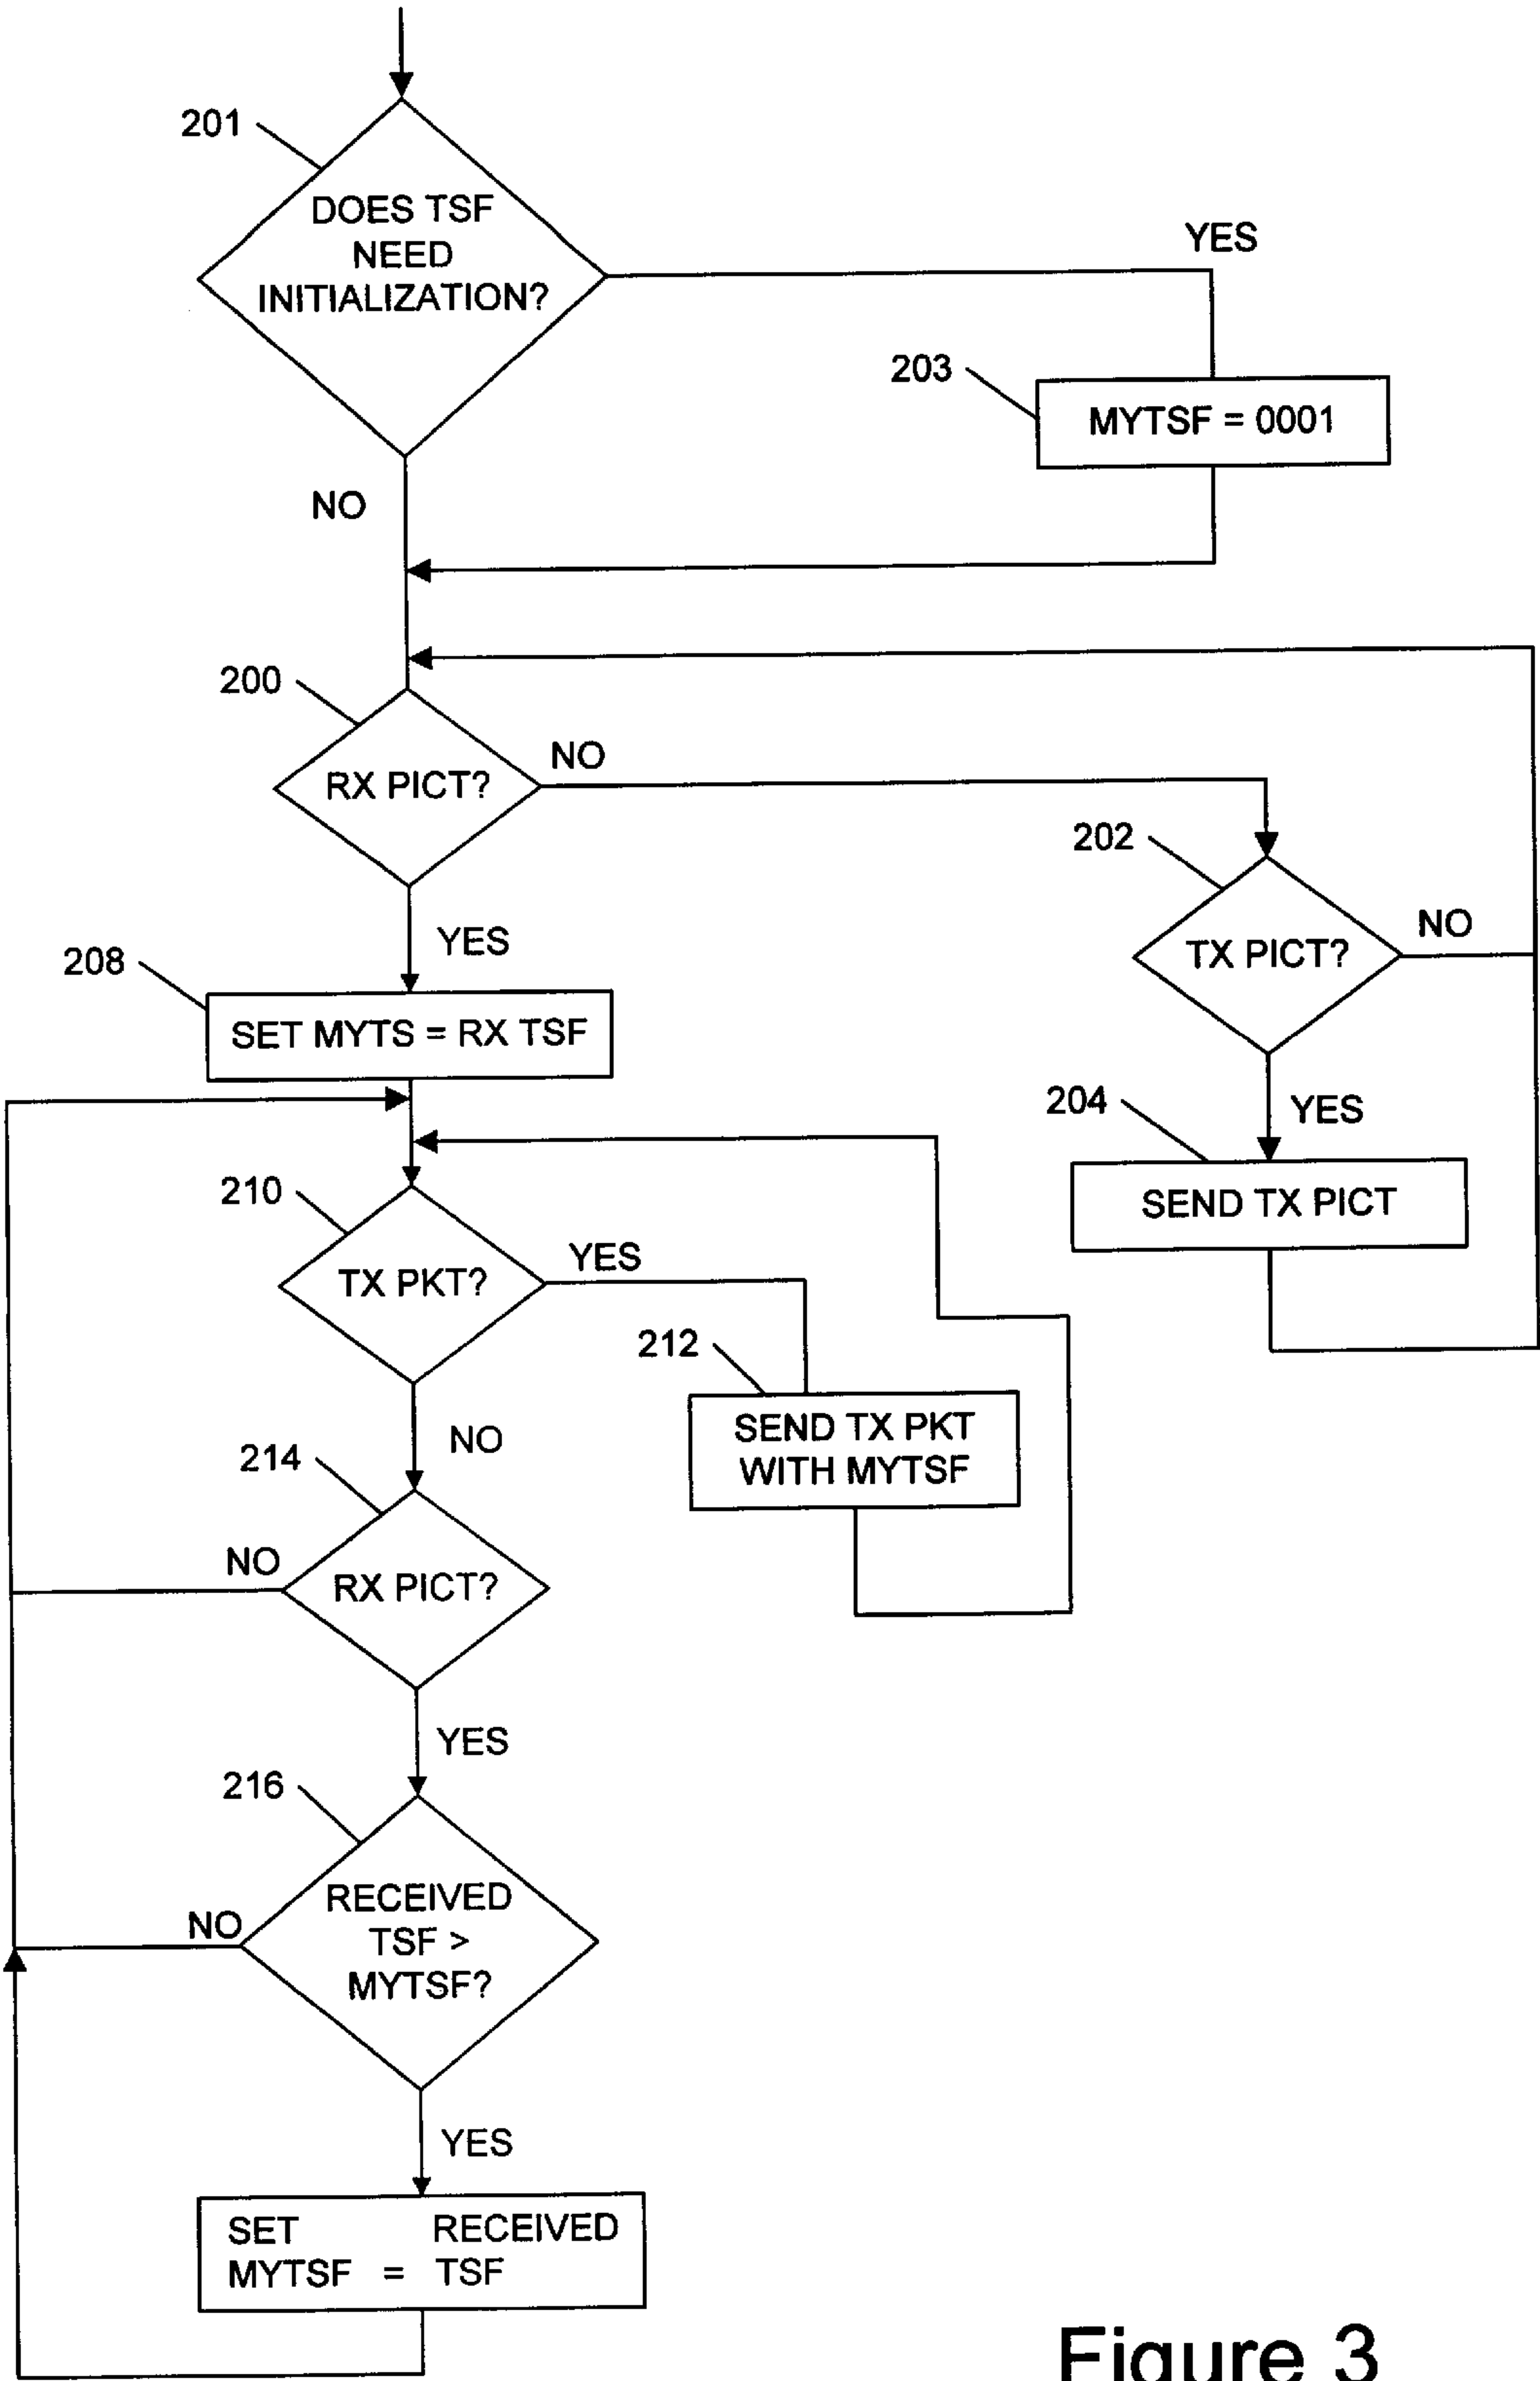 201
DOES TSF
NEED
INITIALIZATION?
YES
203
MYTSF = 0001
NO
200
RX PICT?
NO
202
TX PICT?
NO
YES
208
SET MYTS = RX TSF
204
YES
SEND TX PICT
210
TX PKT?
YES
212
SEND TX PKT
WITH MYTSF
NO
214
RX PICT?
NO
YES
216
RECEIVED
TSF >
MYTSF?
NO
YES
SET RECEIVED
MYTSF = TSF
Figure 3